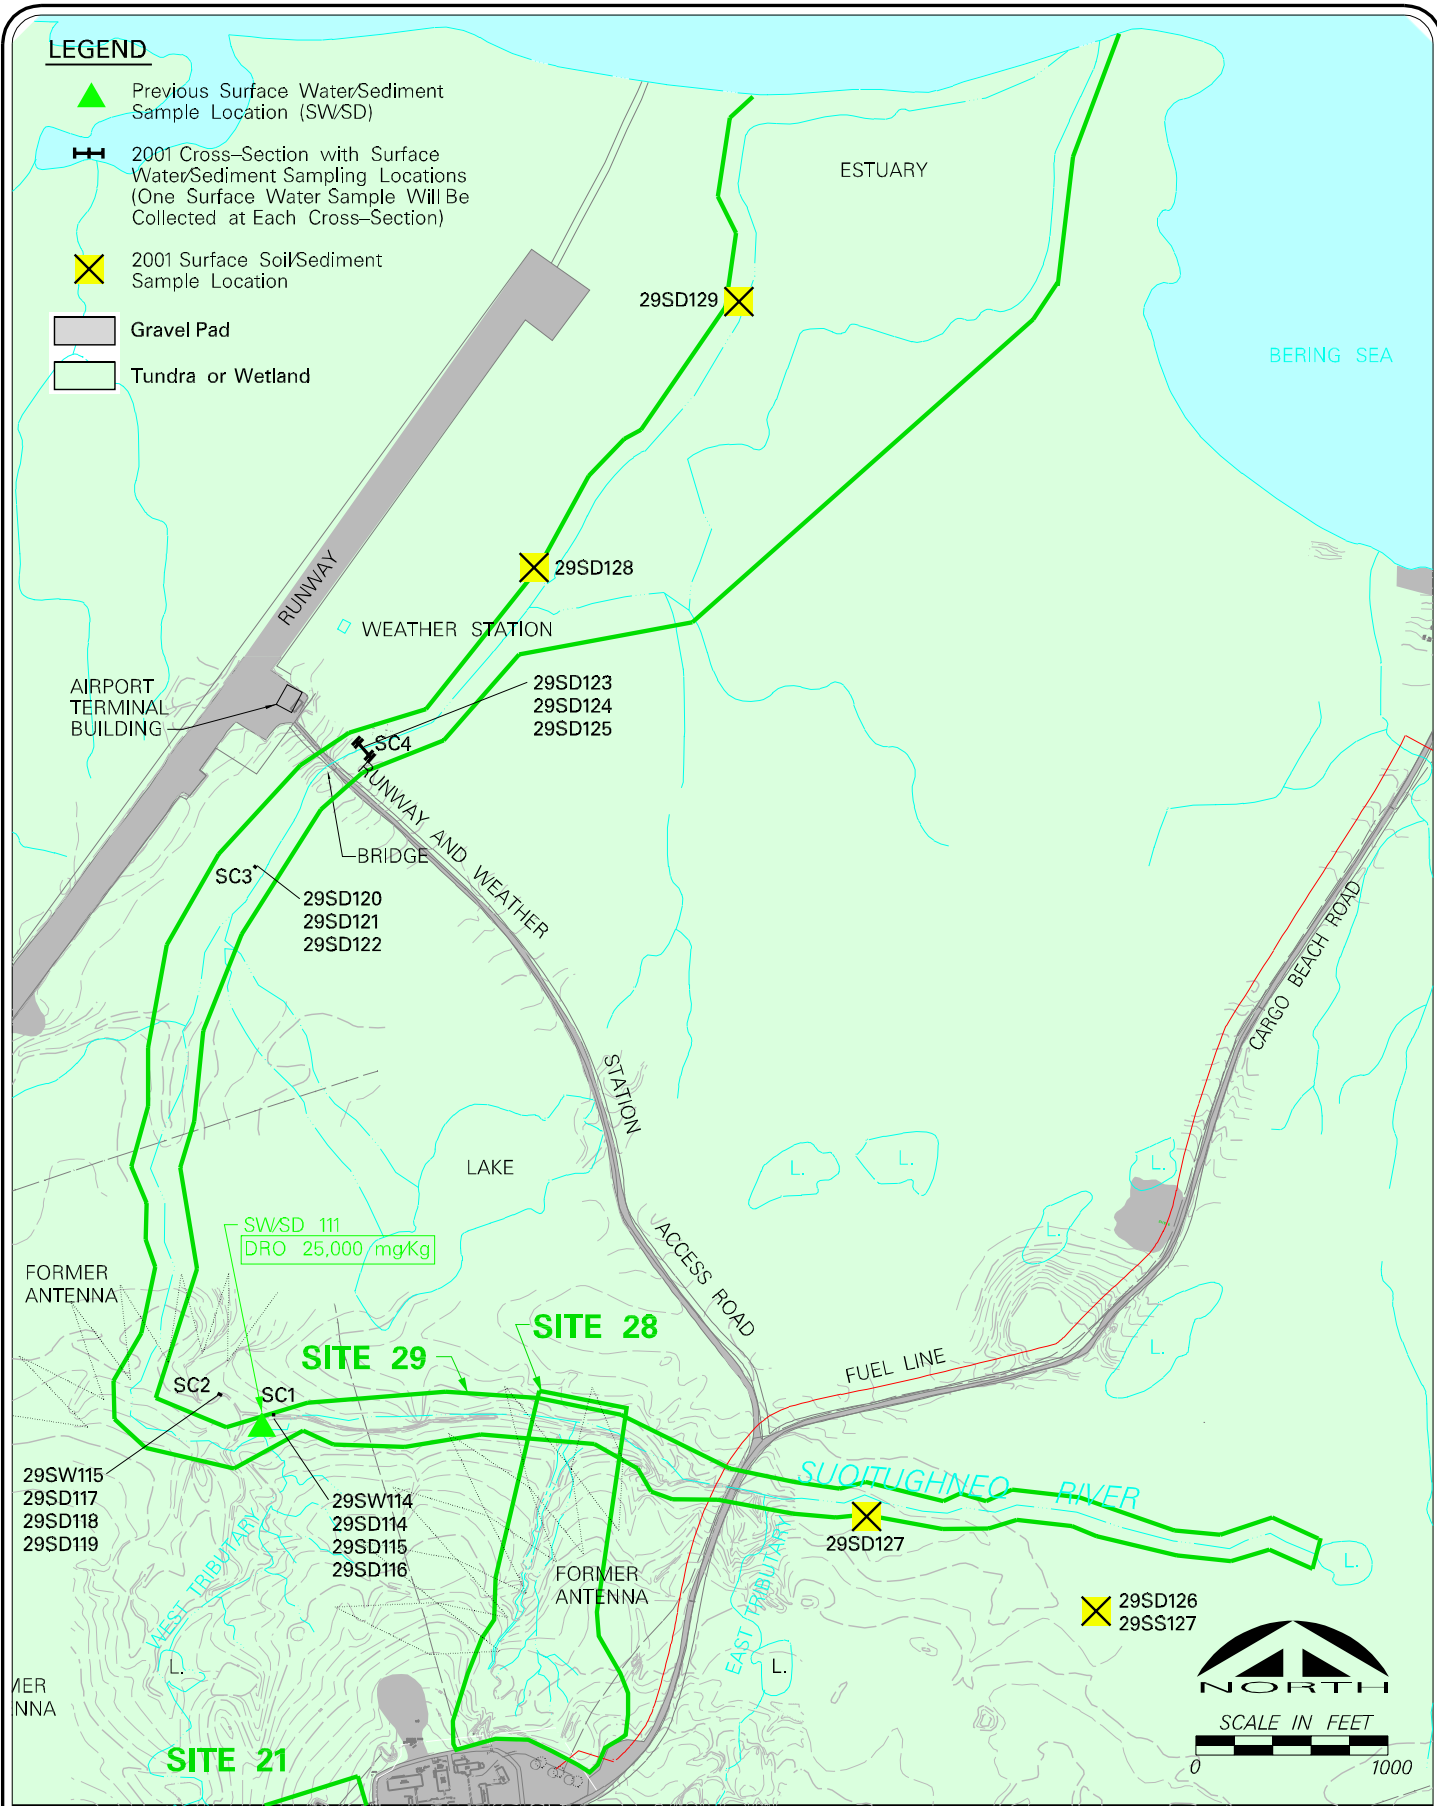 LEGEND
Previous Surface Water/Sediment
Sample Location (SW/SD)
2001 Cross-Section with Surface
Water/Sediment Sampling Locations
(One Surface Water Sample Will Be
Collected at Each Cross-Section)
2001 Surface Soil/Sediment
Sample Location
Gravel Pad
Tundra or Wetland
ESTUARY
29SD129
BERING SEA
29SD128
RUNWAY
WEATHER STATION
AIRPORT
TERMINAL
BUILDING
29SD123
29SD124
29SD125
SC4
RUNWAY AND WEATHER
STATION
ACCESS ROAD
BRIDGE
SC3
29SD120
29SD121
29SD122
CARGO BEACH ROAD
LAKE
L.
L.
L.
L.
L.
SW/SD 111
DRO 25,000 mg/Kg
FORMER
ANTENNA
SITE 28
SITE 29
FUEL LINE
SC2
SC1
29SW115
29SD117
29SD118
29SD119
29SW114
29SD114
29SD115
29SD116
SUQITUGHNEQ RIVER
29SD127
L.
WEST TRIBUTARY
EAST TRIBUTARY
FORMER
ANTENNA
29SD126
29SS127
L.
L.
MER
NNA
SITE 21
NORTH
SCALE IN FEET
0 1000